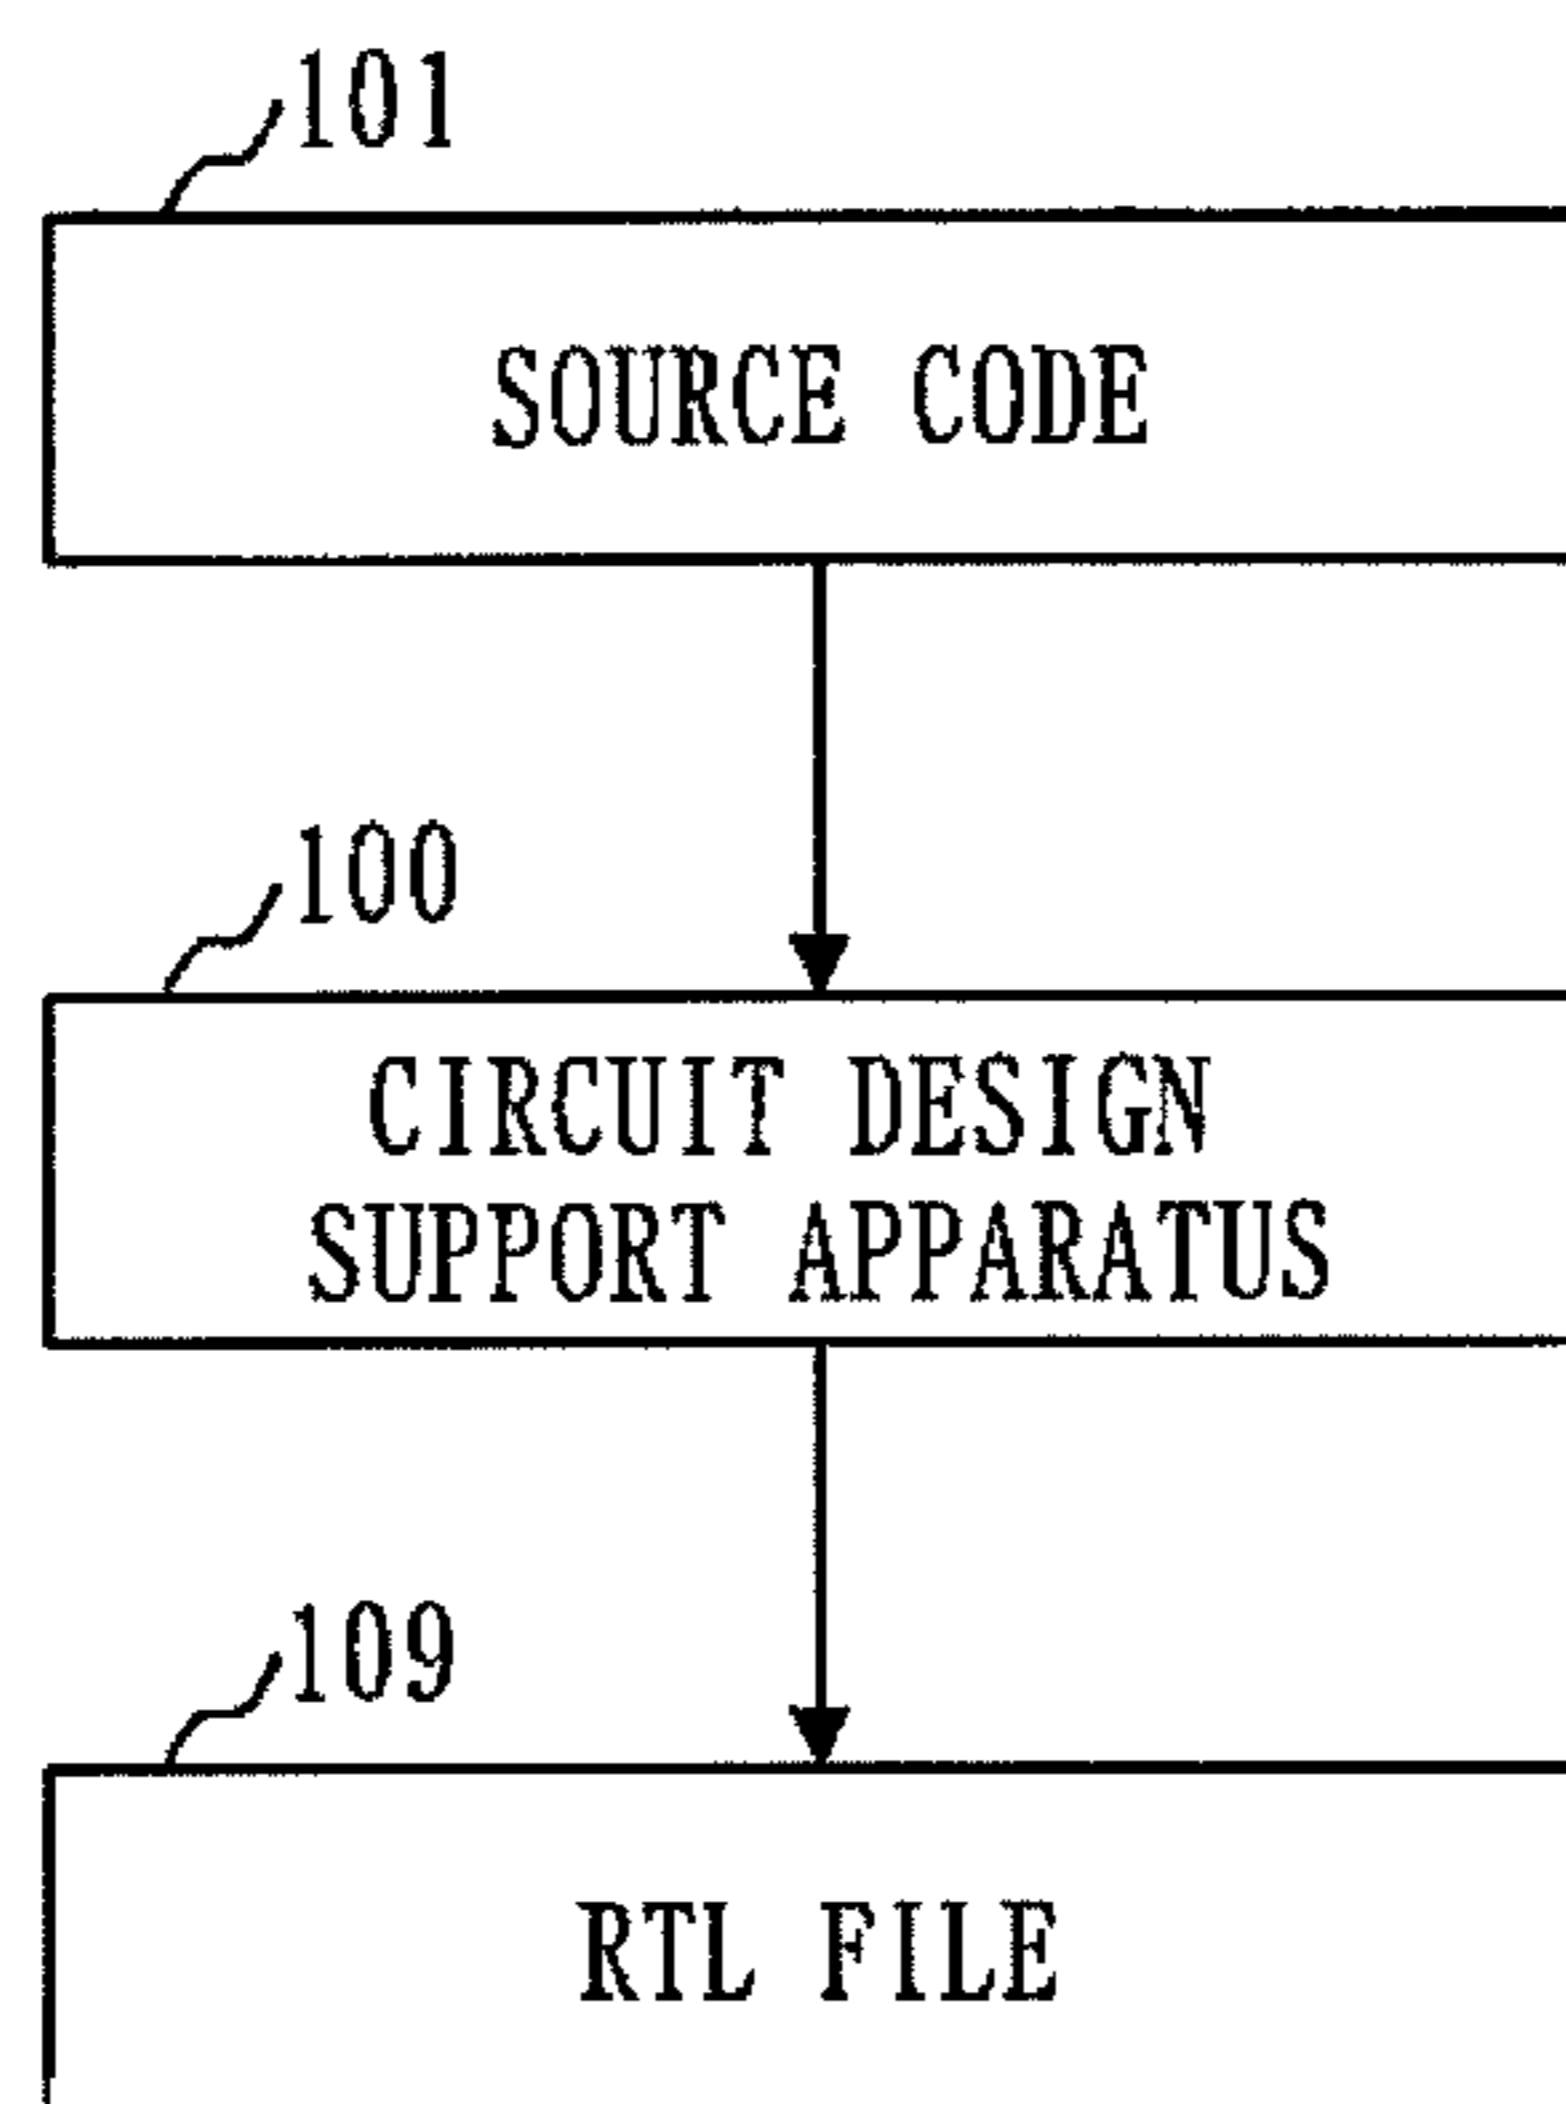 101
SOURCE CODE
100
CIRCUIT DESIGN
SUPPORT APPARATUS
109
RTL FILE